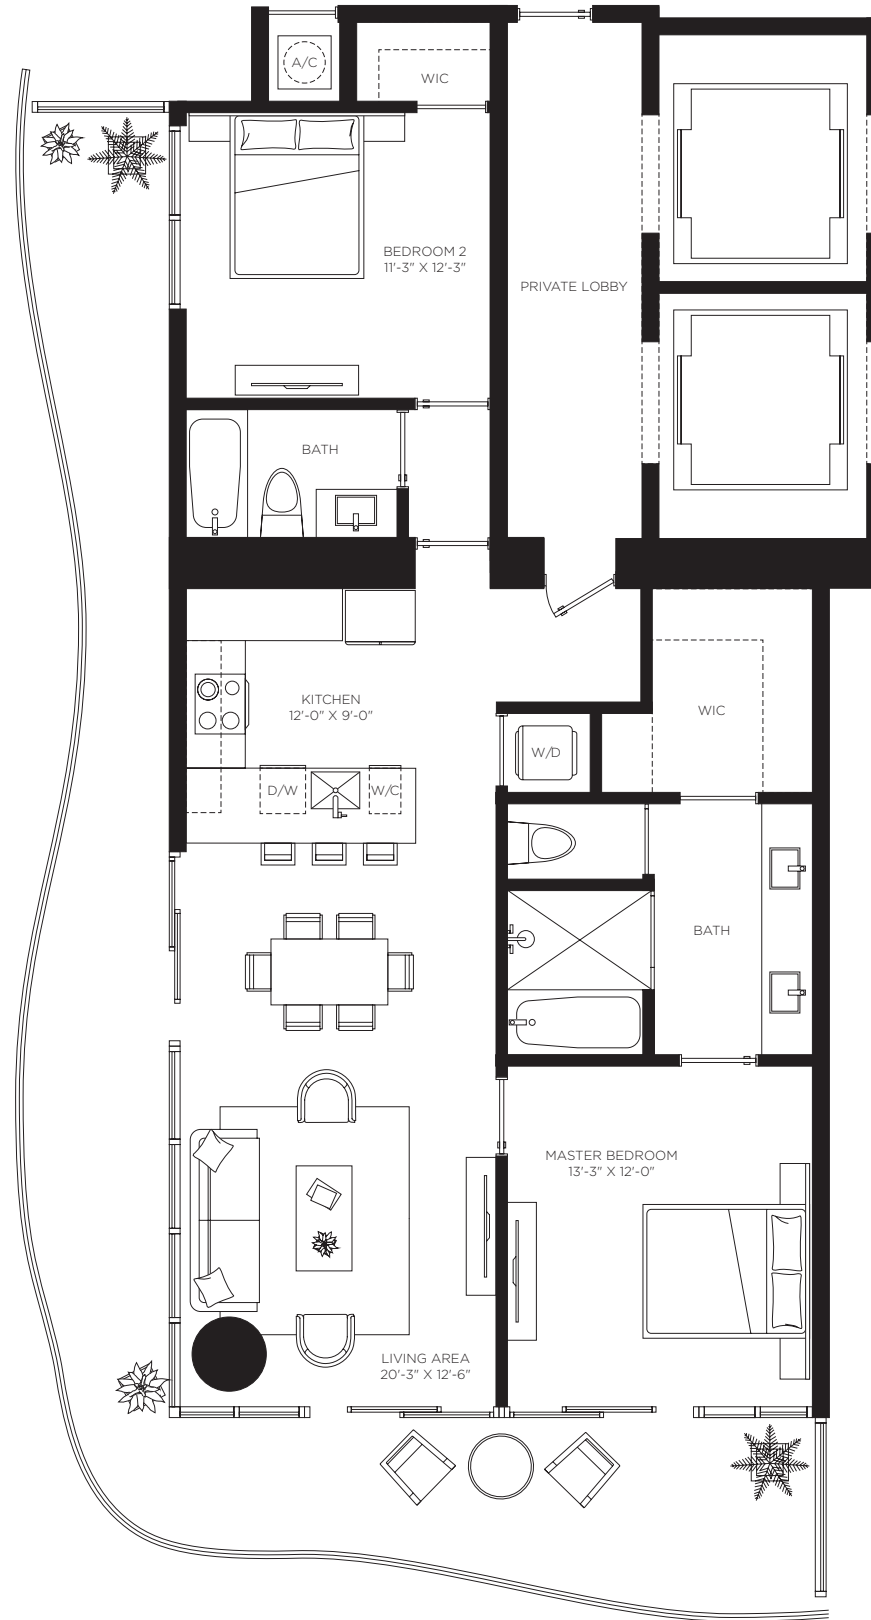 A/C
WIC
BEDROOM 2
11'-3" X 12'-3"
PRIVATE LOBBY
BATH
KITCHEN
12'-0" X 9'-0"
WIC
W/D
D/W
W/C
BATH
MASTER BEDROOM
13'-3" X 12'-0"
LIVING AREA
20'-3" X 12'-6"